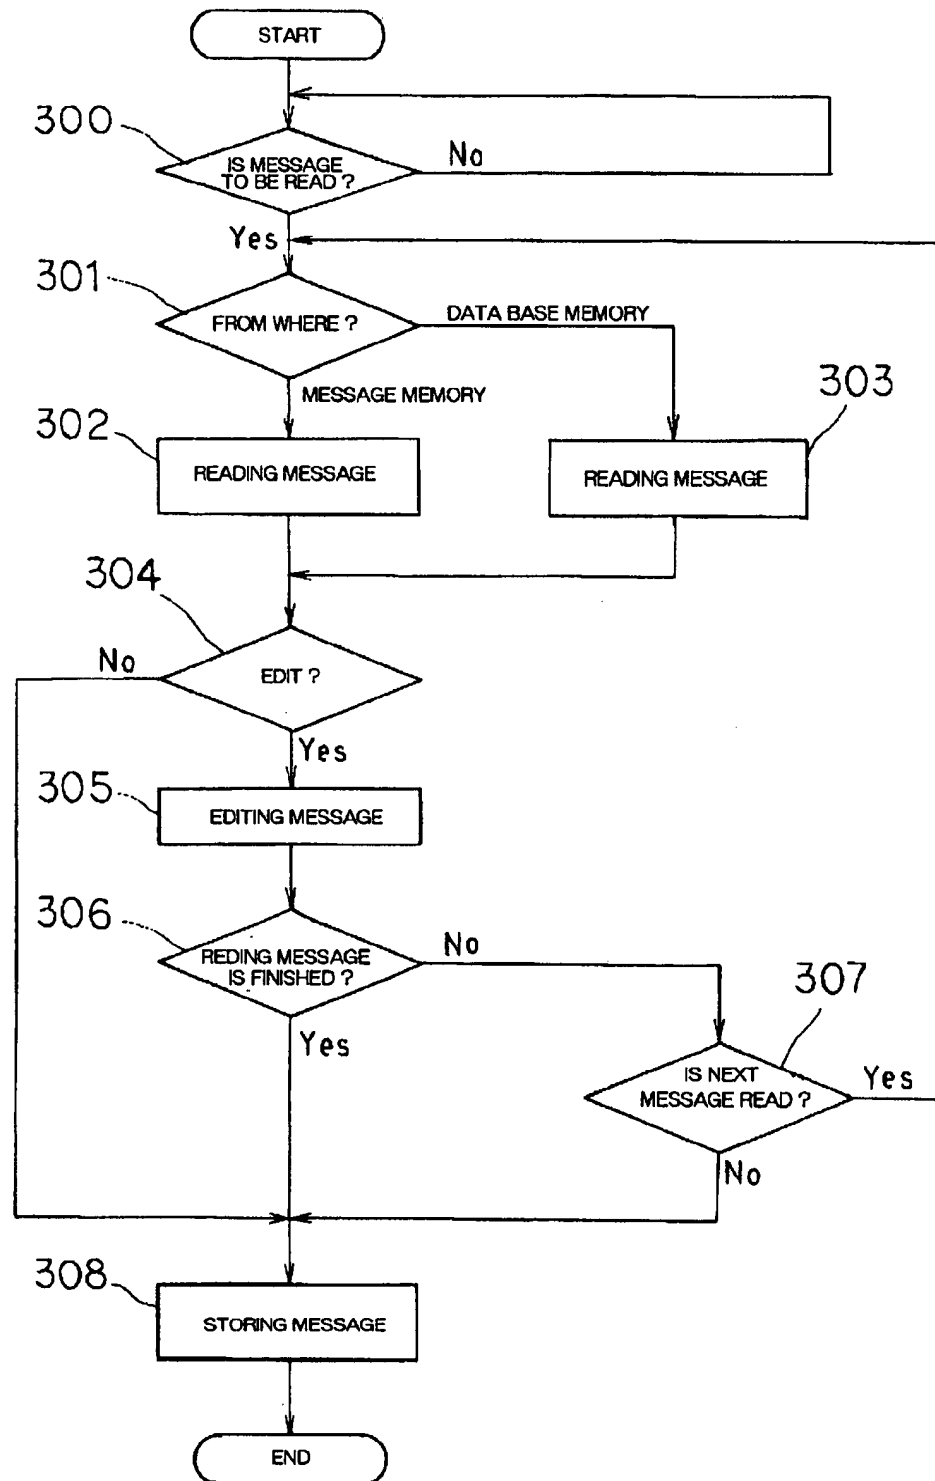 START
300
IS MESSAGE
TO BE READ ?
No
Yes
301
FROM WHERE ?
DATA BASE MEMORY
MESSAGE MEMORY
303
302
READING MESSAGE
READING MESSAGE
304
No
EDIT ?
Yes
305
EDITING MESSAGE
306
REDING MESSAGE
IS FINISHED ?
No
307
Yes
IS NEXT
MESSAGE READ ?
Yes
No
308
STORING MESSAGE
END